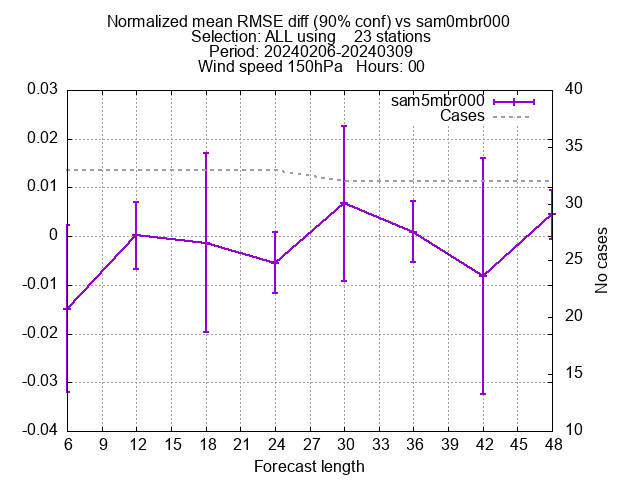 Normalized mean RMSE diff (90% conf) vs sam0mbr000
Selection: ALL using    23 stations
Period: 20240206-20240309
Wind speed 150hPa   Hours: 00
0.03
0.02
0.01
0
-0.01
-0.02
-0.03
-0.04
40
35
30
25
20
15
10
sam5mbr000
Cases
No cases
6 9 12 15 18 21 24 27 30 33 36 39 42 45 48
Forecast length